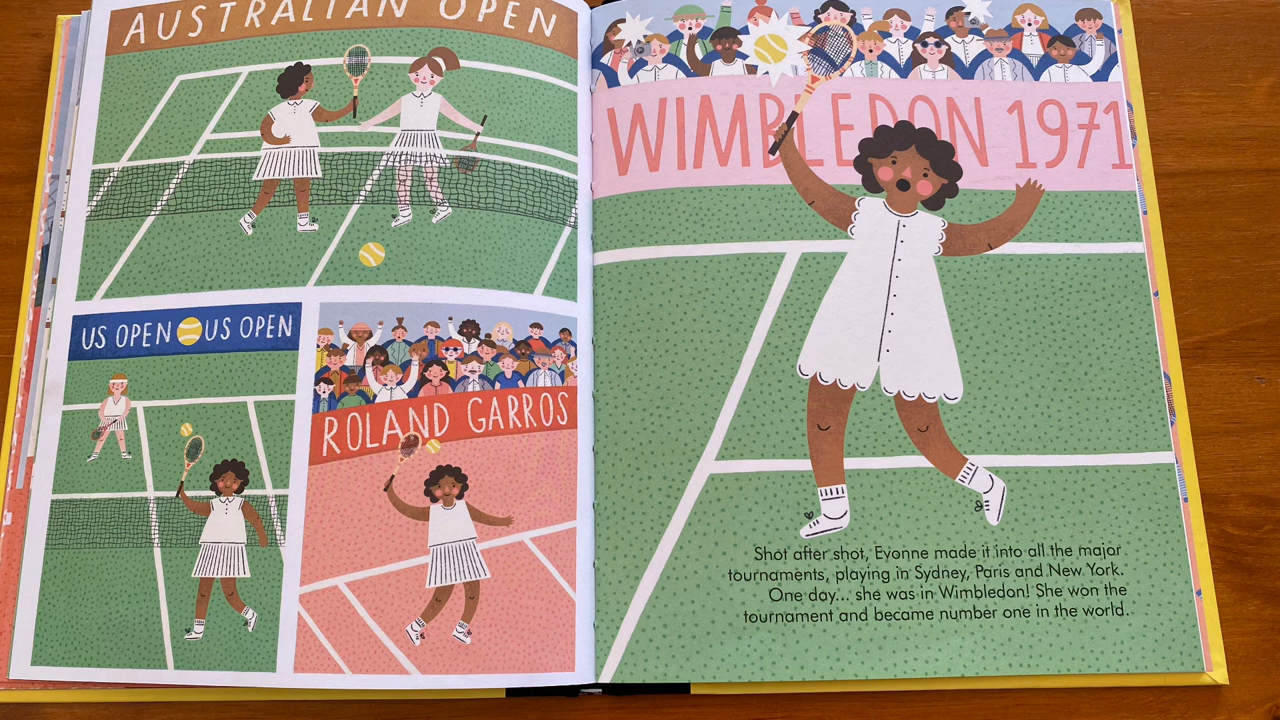 AUSTRALIAN OPEN
US OPEN US OPEN
ROLAND GARROS
WIMBLEDON 1971
Shot after shot, Evonne made it into all the major
tournaments, playing in Sydney, Paris and New York.
One day... she was in Wimbledon! She won the
tournament and became number one in the world.